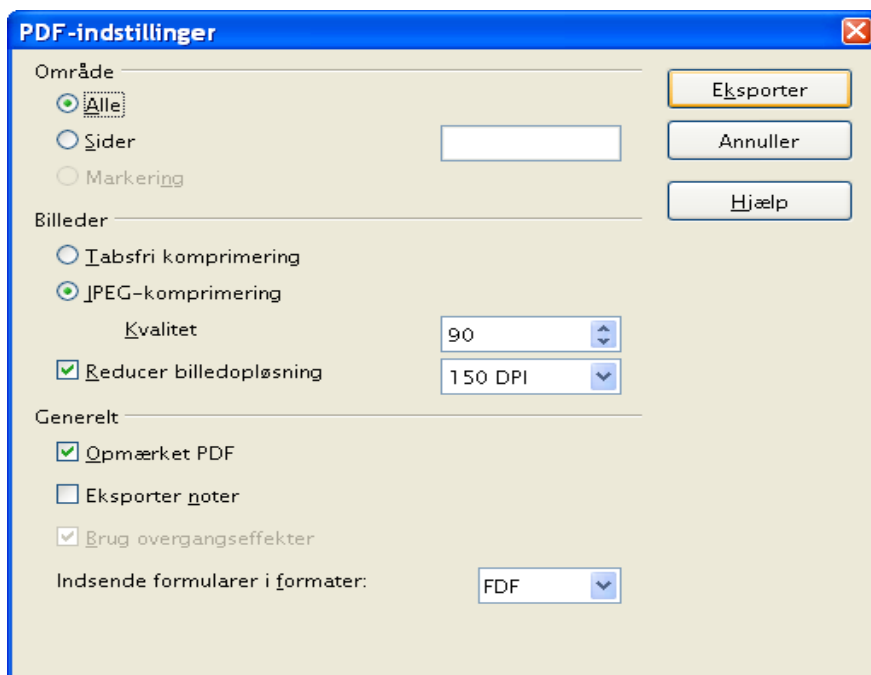 PDF-indstillinger
Område
Alle
Sider
Markering
Eksporter
Annuller
Hjælp
Billeder
Tabsfri komprimering
JPEG-komprimering
Kvalitet
90
Reducer billedopløsning
150 DPI
Generelt
Opmærket PDF
Eksporter noter
Brug overgangseffekter
Indsende formularer i formater:
FDF